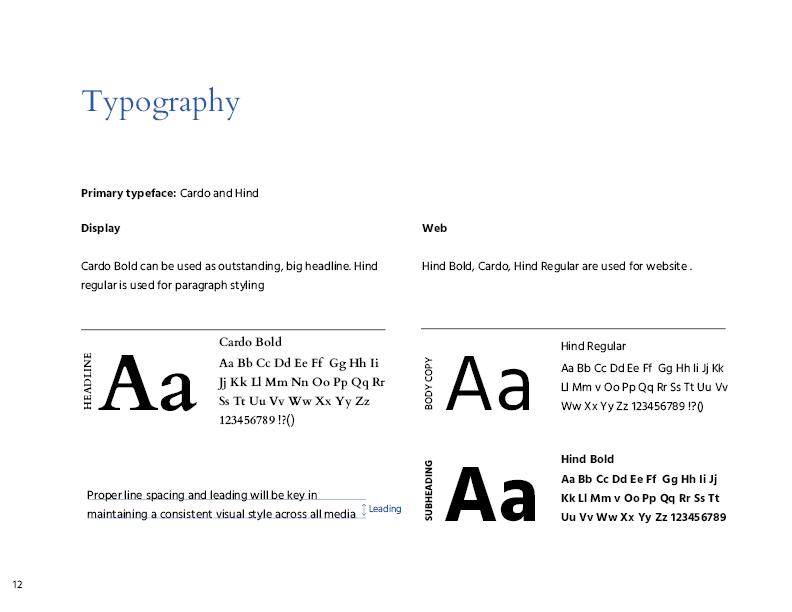 Typography
Primary typeface: Cardo and Hind
Display
Cardo Bold can be used as outstanding, big headline. Hind
regular is used for paragraph styling
HEADLINE
Aa
Cardo Bold
Aa Bb Cc Dd Ee Ff Gg Hh Ii
Jj Kk Ll Mm Nn Oo Pp Qq Rr
Ss Tt Uu Vv Ww Xx Yy Zz
123456789 !?()
Proper line spacing and leading will be key in
maintaining a consistent visual style across all media
Leading
Web
Hind Bold, Cardo, Hind Regular are used for website .
BODY COPY
Aa
Hind Regular
Aa Bb Cc Dd Ee Ff Gg Hh Ii Jj Kk
Ll Mm v Oo Pp Qq Rr Ss Tt Uu Vv
Ww Xx Yy Zz 123456789 !?()
SUBHEADING
Aa
Hind Bold
Aa Bb Cc Dd Ee Ff Gg Hh Ii Jj
Kk Ll Mm v Oo Pp Qq Rr Ss Tt
Uu Vv Ww Xx Yy Zz 123456789
12